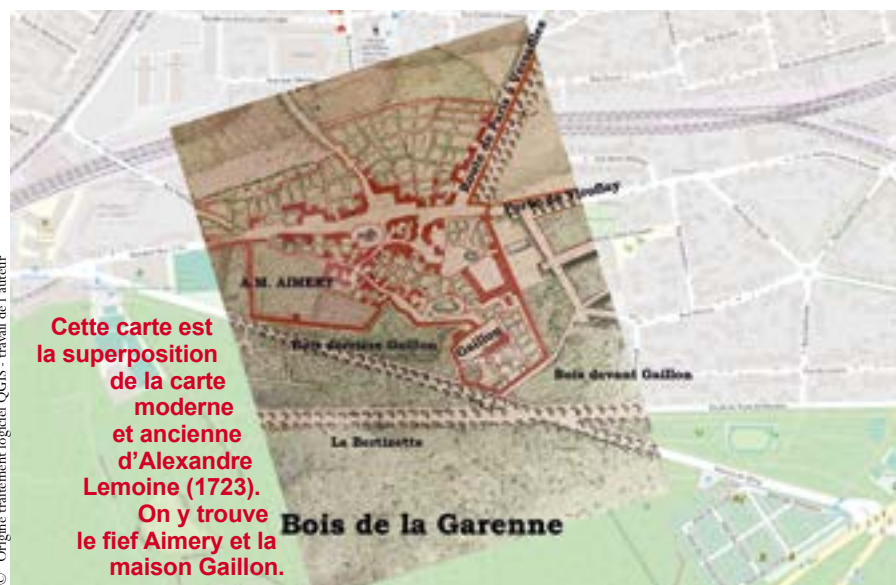 Route de Paris à Versailles
Porte de Viroflay
A.M. AIMERY
Bois derrière Gaillon
Gaillon
Bois devant Gaillon
La Bertinette
Bois de la Garenne
Cette carte est
la superposition
de la carte
moderne
et ancienne
d'Alexandre
Lemoine (1723).
On y trouve
le fief Aimery et la
maison Gaillon.
© Origine traitement logiciel QGIS - travail de l'auteur